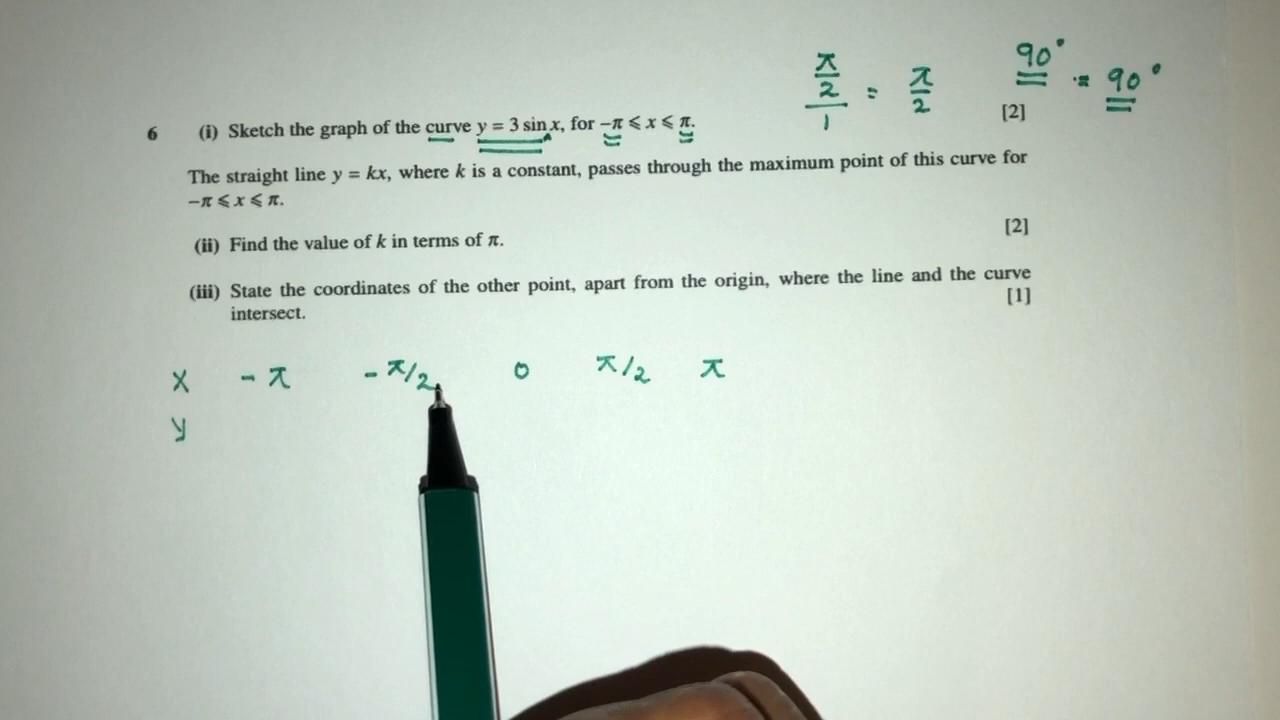 π/2 / 1 = π/2 90° = 90°
6 (i) Sketch the graph of the curve y = 3 sin x, for −π ⩽ x ⩽ π. [2]
The straight line y = kx, where k is a constant, passes through the maximum point of this curve for
−π ⩽ x ⩽ π.
(ii) Find the value of k in terms of π. [2]
(iii) State the coordinates of the other point, apart from the origin, where the line and the curve
intersect. [1]
x -π -π/2 0 π/2 π
y